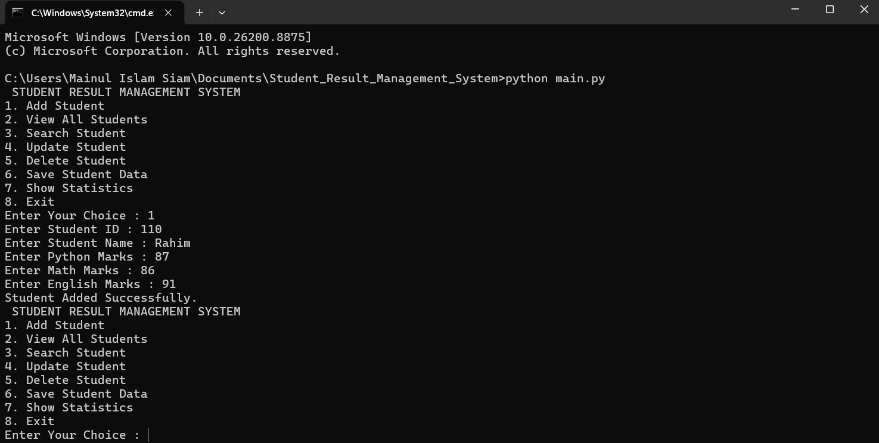 C:\Windows\System32\cmd.e
Microsoft Windows [Version 10.0.26200.8875]
(c) Microsoft Corporation. All rights reserved.
C:\Users\Mainul Islam Siam\Documents\Student_Result_Management_System>python main.py
STUDENT RESULT MANAGEMENT SYSTEM
1. Add Student
2. View All Students
3. Search Student
4. Update Student
5. Delete Student
6. Save Student Data
7. Show Statistics
8. Exit
Enter Your Choice : 1
Enter Student ID : 110
Enter Student Name : Rahim
Enter Python Marks : 87
Enter Math Marks : 86
Enter English Marks : 91
Student Added Successfully.
STUDENT RESULT MANAGEMENT SYSTEM
1. Add Student
2. View All Students
3. Search Student
4. Update Student
5. Delete Student
6. Save Student Data
7. Show Statistics
8. Exit
Enter Your Choice :